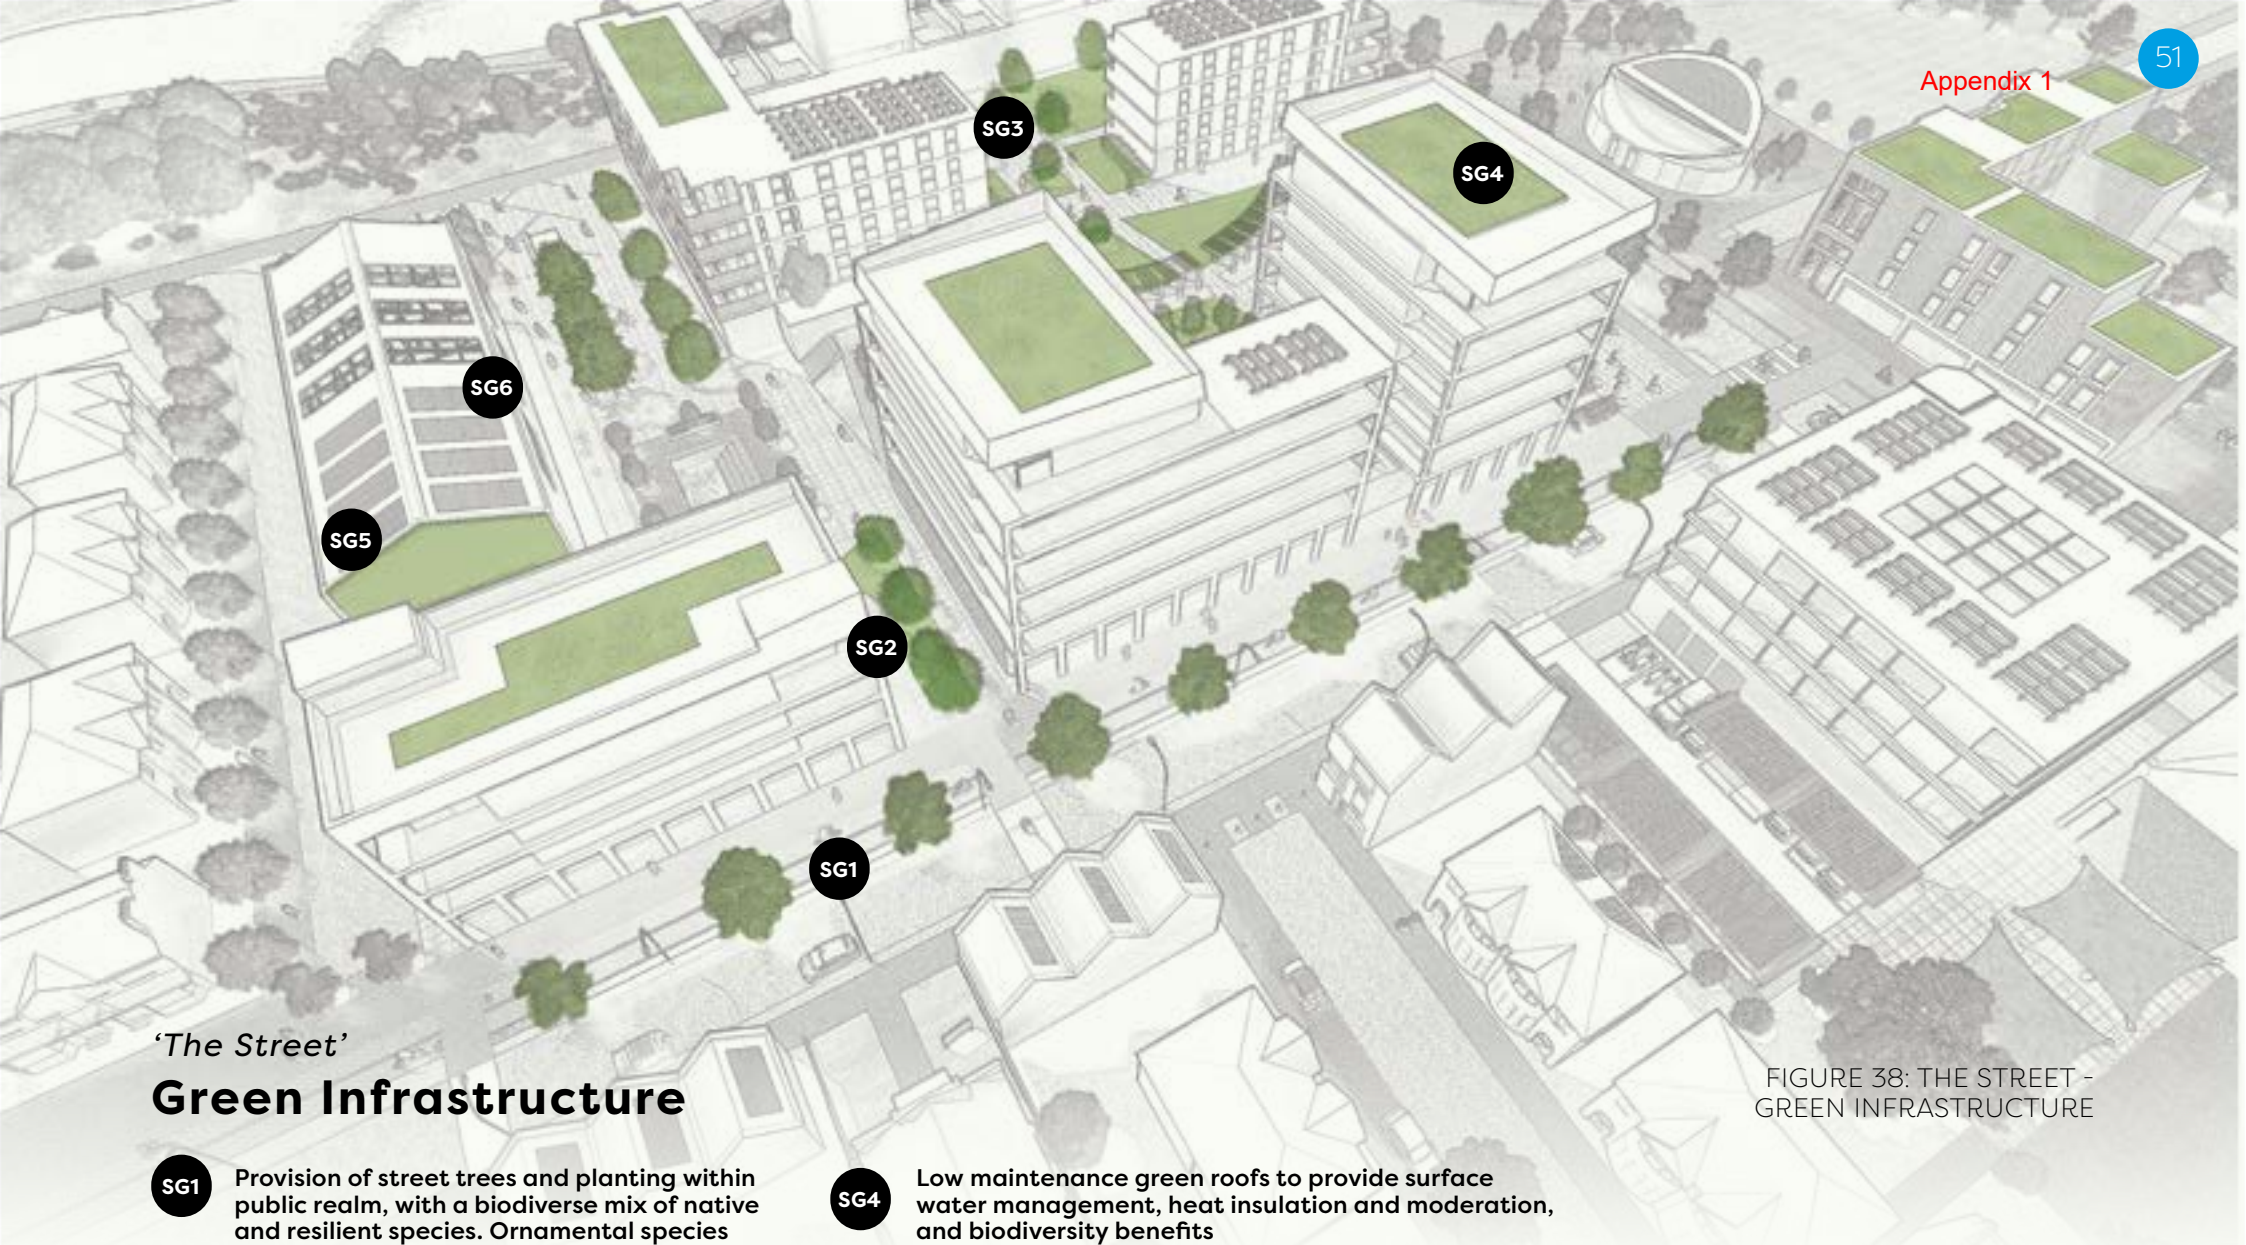 51
Appendix 1
SG3
SG4
SG6
SG5
SG2
SG1
‘The Street’
Green Infrastructure
FIGURE 38: THE STREET -
GREEN INFRASTRUCTURE
SG1
Provision of street trees and planting within
public realm, with a biodiverse mix of native
and resilient species. Ornamental species
SG4
Low maintenance green roofs to provide surface
water management, heat insulation and moderation,
and biodiversity benefits